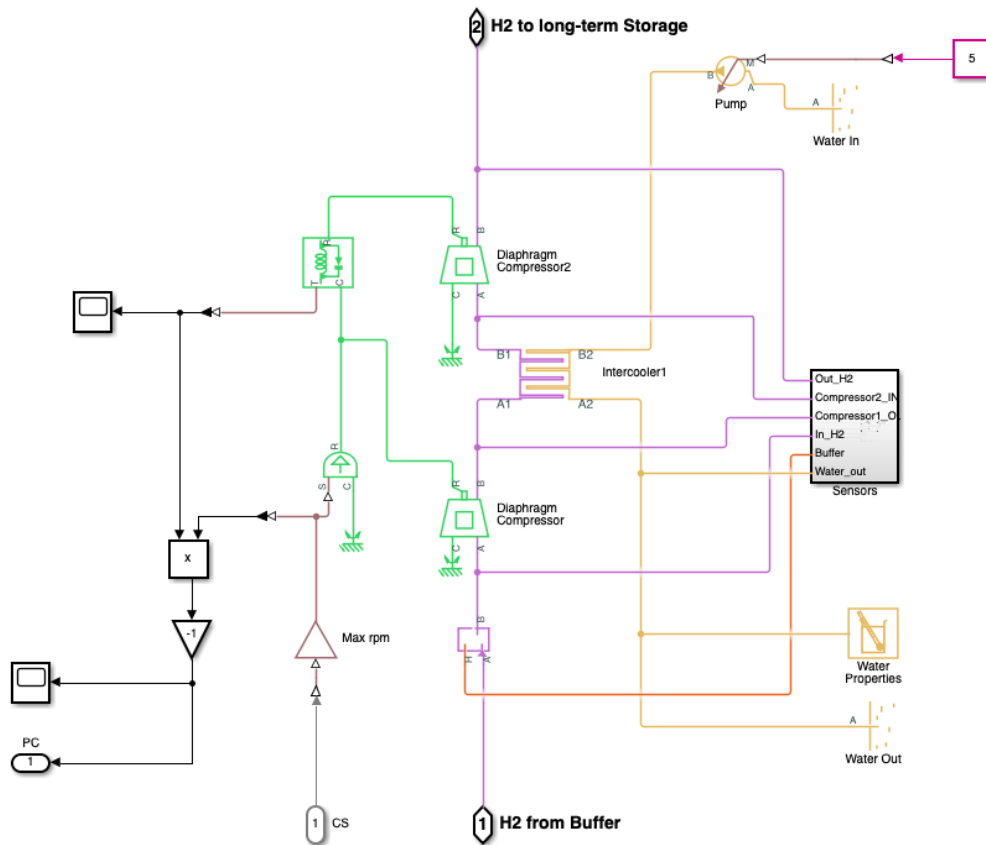 2 H2 to long-term Storage
5
M
B
A
Pump
A
Water In
R
T
C
R
B
Diaphragm
Compressor2
C
A
B1
B2
Intercooler1
A1
A2
Out_H2
Compressor2_IN
Compressor1_O
In_H2
Buffer
Water_out
Sensors
R
S
C
R
B
Diaphragm
Compressor
C
A
x
-1
Max rpm
B
H
A
Water
Properties
A
Water Out
PC
1
1
CS
1 H2 from Buffer